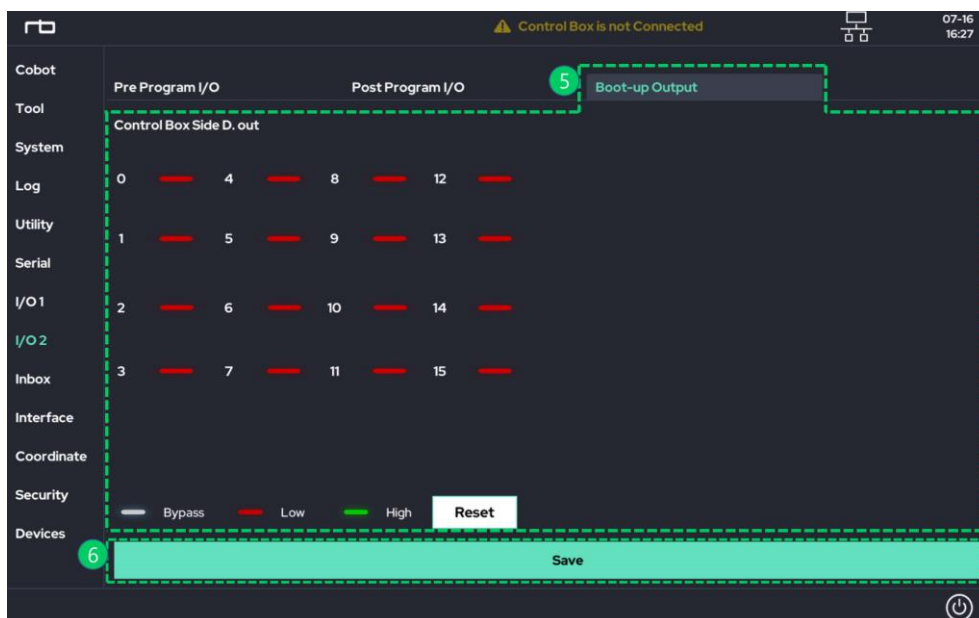 rb
Control Box is not Connected
07-16
16:27
Cobot
Tool
System
Log
Utility
Serial
I/O 1
I/O 2
Inbox
Interface
Coordinate
Security
Devices
Pre Program I/O Post Program I/O 5 Boot-up Output
Control Box Side D. out
0 4 8 12
1 5 9 13
2 6 10 14
3 7 11 15
Bypass Low High Reset
6 Save